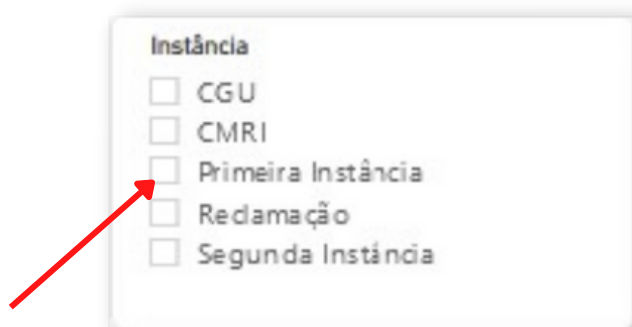 Instância
CGU
CMRI
Primeira Instância
Reclamação
Segunda Instância